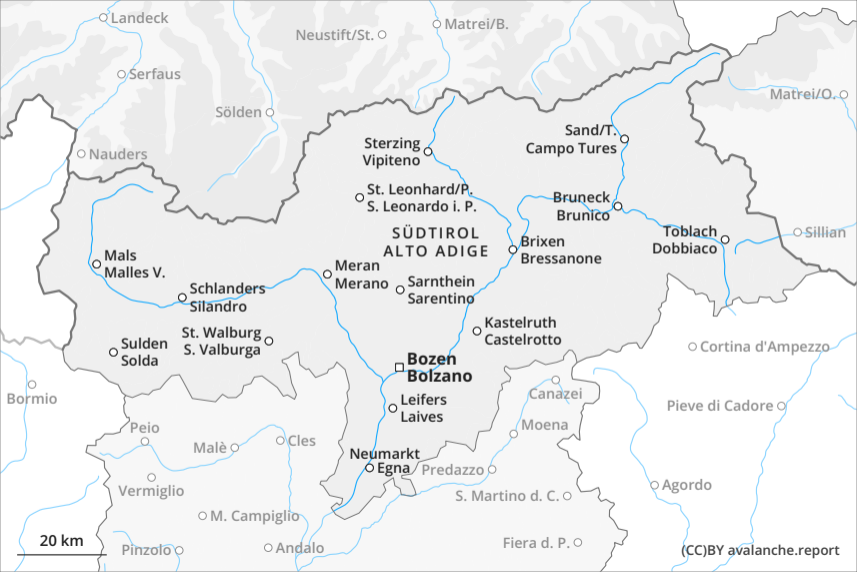 Landeck
Matrei/B.
Neustift/St.
Serfaus
Matrei/O.
Sölden
Sand/T.
Campo Tures
Sterzing
Vipiteno
Nauders
St. Leonhard/P.
S. Leonardo i. P.
Bruneck
Brunico
SÜDTIROL
ALTO ADIGE
Toblach
Dobbiaco
Sillian
Brixen
Bressanone
Mals
Malles V.
Meran
Merano
Sarnthein
Sarentino
Schlanders
Silandro
Kastelruth
Castelrotto
St. Walburg
S. Valburga
Sulden
Solda
Cortina d'Ampezzo
Bozen
Bolzano
Bormio
Canazei
Leifers
Laives
Pieve di Cadore
Peio
Moena
Malè
Cles
Neumarkt
Egna
Predazzo
Vermiglio
Agordo
S. Martino d. C.
M. Campiglio
20 km
Pinzolo
Andalo
Fiera d. P.
(CC)BY avalanche.report